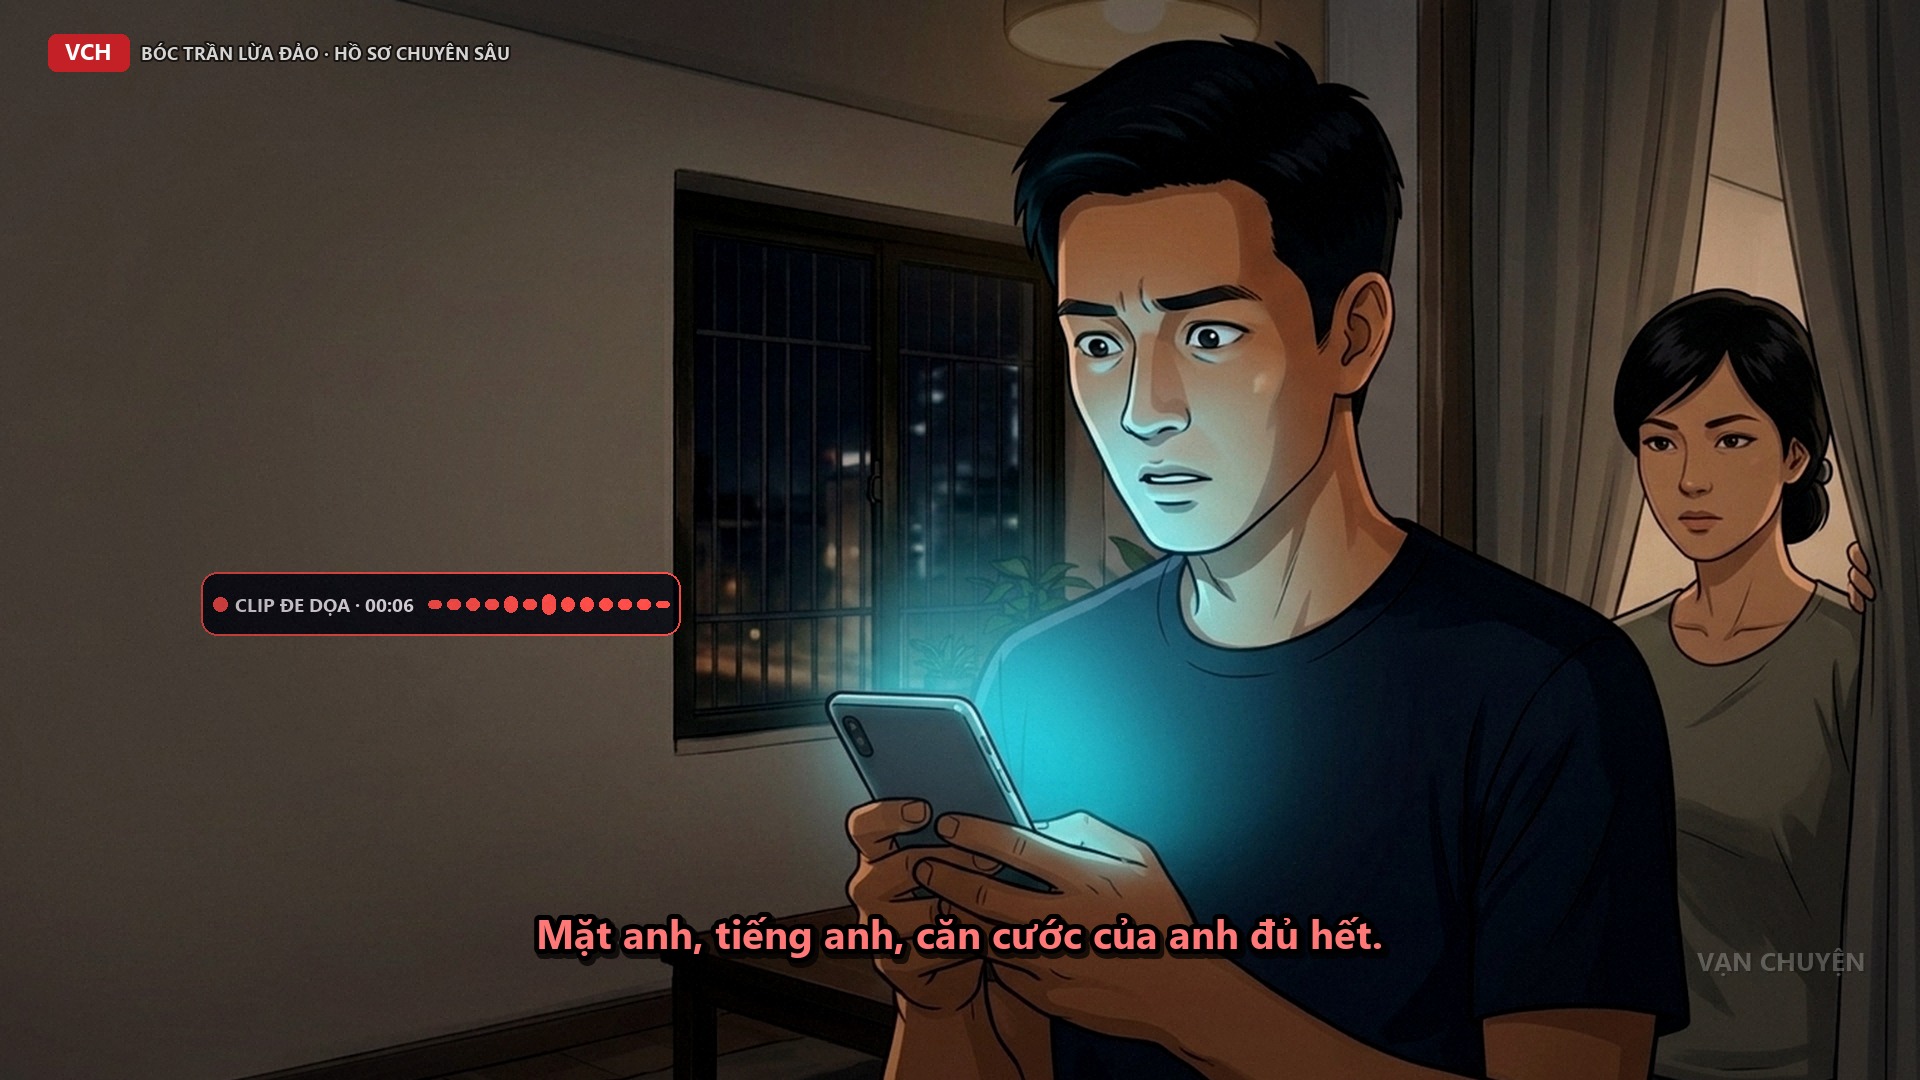 VCH BÓC TRẦN LỪA ĐẢO · HỒ SƠ CHUYÊN SÂU
CLIP ĐE DỌA · 00:06
Mặt anh, tiếng anh, căn cước của anh đủ hết.
VẠN CHUYỆN